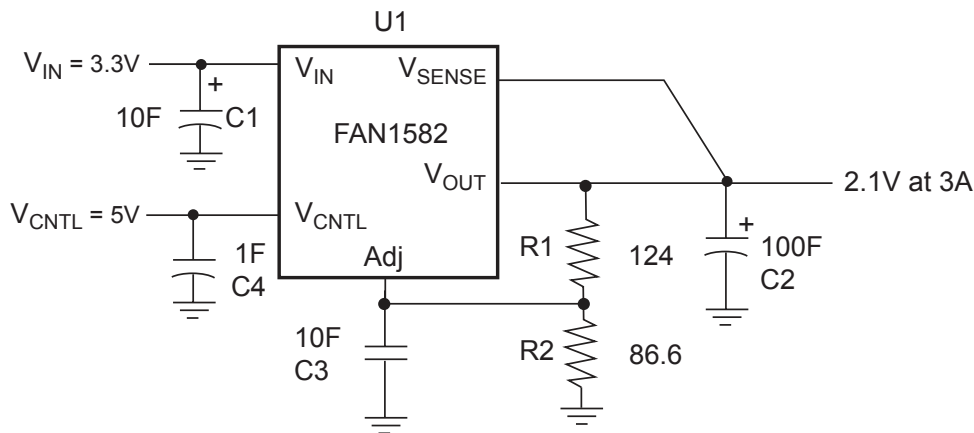 U1
V_IN = 3.3V
V_IN
V_SENSE
+
10F
C1
FAN1582
V_OUT
2.1V at 3A
V_CNTL = 5V
V_CNTL
+
1F
C4
Adj
R1
124
100F
C2
10F
C3
R2
86.6